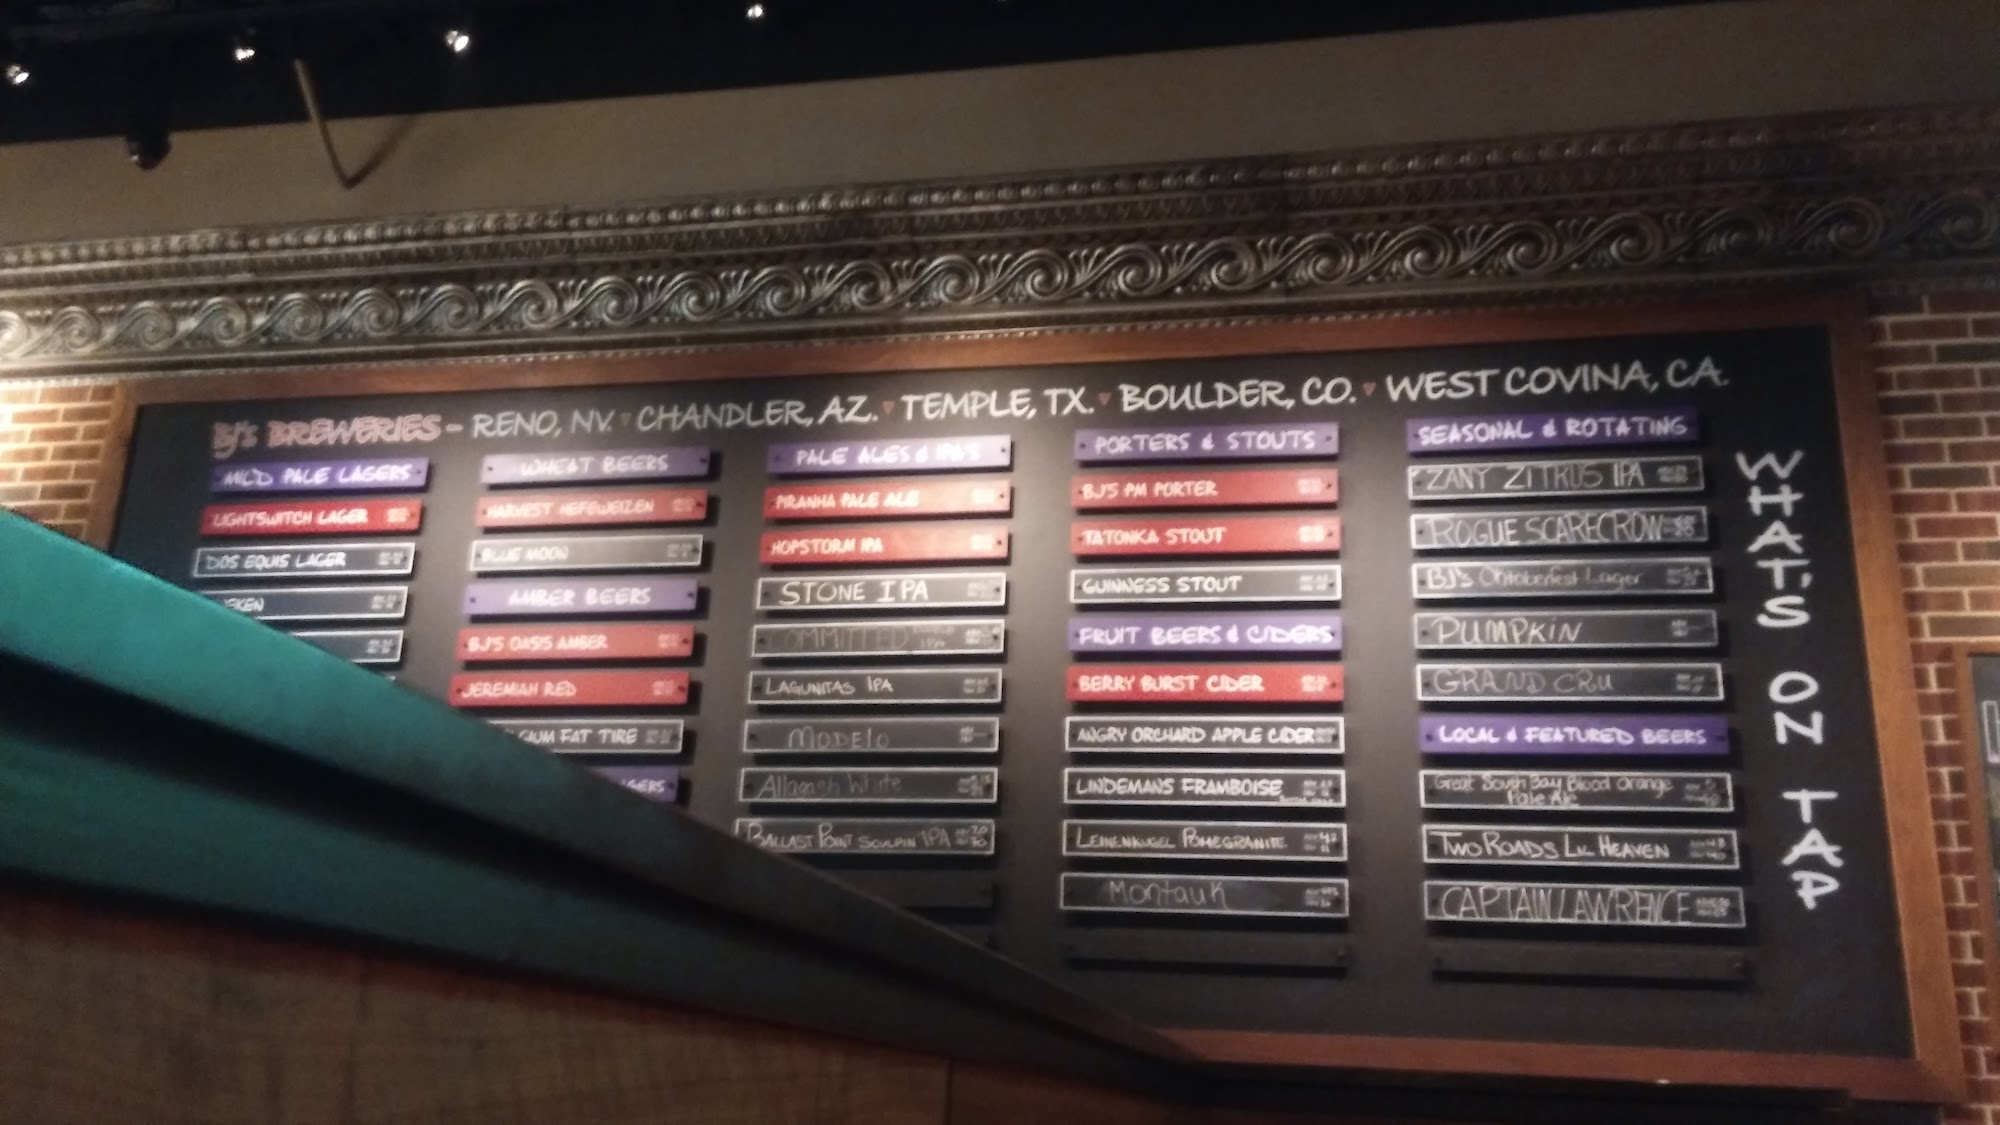 BJ's BREWERIES - RENO, NV. CHANDLER, AZ. TEMPLE, TX. BOULDER, CO. WEST COVINA, CA.
MILD PALE LAGERS
LIGHTSWITCH LAGER
DOS EQUIS LAGER
EKEN
WHEAT BEERS
HARVEST HEFEWEIZEN
BLUE MOON
AMBER BEERS
BJ'S OASIS AMBER
JEREMIAH RED
GIUM FAT TIRE
GERS
PALE ALES & IPA'S
PIRANHA PALE ALE
HOPSTORM IPA
STONE IPA
COMMITTED
LAGUNITAS IPA
MODElO
Allagash White
BALLAST POINT SCULPIN IPA
PORTERS & STOUTS
BJ'S PM PORTER
TATONKA STOUT
GUINNESS STOUT
FRUIT BEERS & CIDERS
BERRY BURST CIDER
ANGRY ORCHARD APPLE CIDER
LINDEMANS FRAMBOISE
LEINENKUGEL POMEGRANITE
Montauk
SEASONAL & ROTATING
ZANY ZITRUS IPA
ROGUE SCARECROW
BJ's Oktoberfest Lager
PUMPKIN
GRAND CRU
LOCAL & FEATURED BEERS
Great South Bay Blood Orange
Pale Ale
TWO ROADS LIL HEAVEN
CAPTAIN LAWRENCE
WHAT'S ON TAP